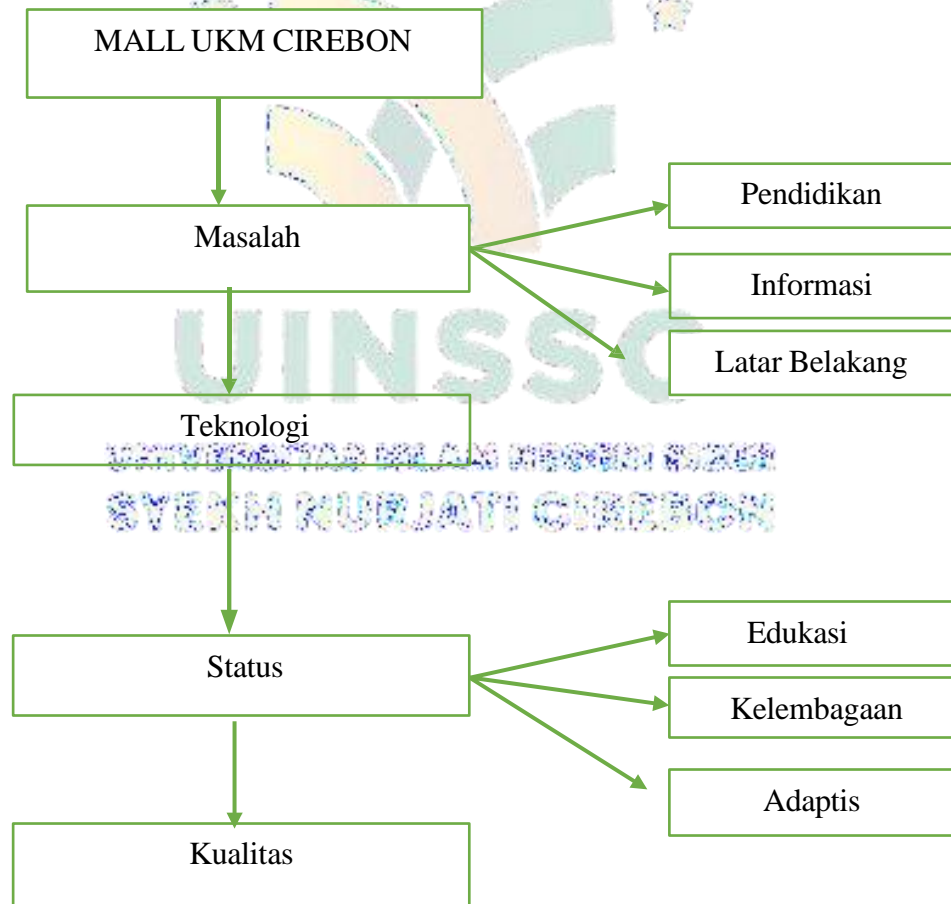 MALL UKM CIREBON
Masalah
Pendidikan
Informasi
Latar Belakang
UINSSC
Teknologi
UNIVERSITAS ISLAM NEGERI SIBER
SYEKH NURJATI CIREBON
Status
Edukasi
Kelembagaan
Adaptis
Kualitas